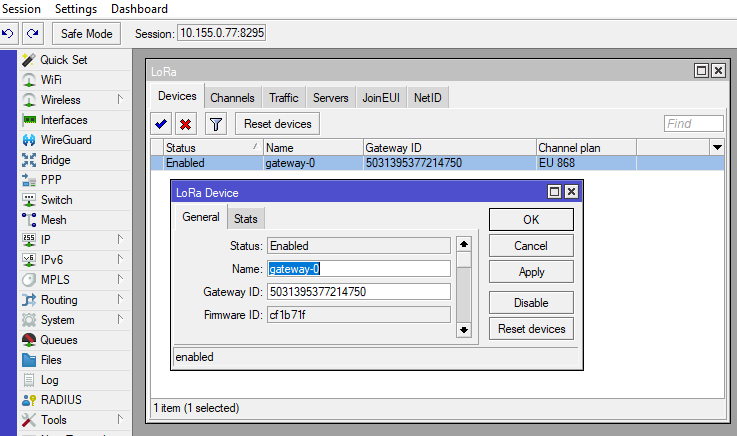 Session Settings Dashboard
Safe Mode Session: 10.155.0.77:8295
Quick Set
WiFi
Wireless
Interfaces
WireGuard
Bridge
PPP
Switch
Mesh
IP
IPv6
MPLS
Routing
System
Queues
Files
Log
RADIUS
Tools
LoRa
Devices Channels Traffic Servers JoinEUI NetID
Reset devices Find
Status Name Gateway ID Channel plan
Enabled gateway-0 5031395377214750 EU 868
LoRa Device
General Stats
Status: Enabled
Name: gateway-0
Gateway ID: 5031395377214750
Firmware ID: cf1b71f
OK
Cancel
Apply
Disable
Reset devices
enabled
1 item (1 selected)